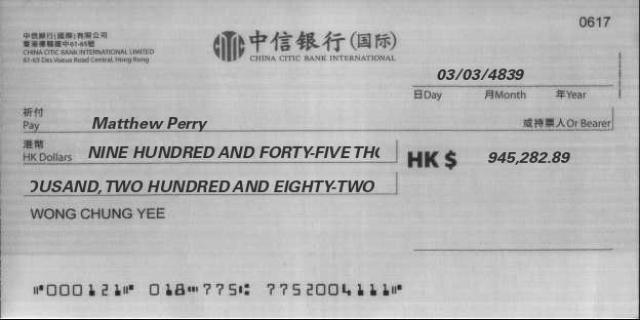 0617
中信銀行(國際)有限公司
香港德輔道中61-65號
CHINA CITIC BANK INTERNATIONAL LIMITED
61-65 Des Voeux Road Central, Hong Kong
中信银行(国际)
CHINA CITIC BANK INTERNATIONAL
03/03/4839
日Day 月Month 年Year
祈付
Pay Matthew Perry 或持票人Or Bearer
港幣
HK Dollars NINE HUNDRED AND FORTY-FIVE THO
HK $ 945,282.89
OUSAND, TWO HUNDRED AND EIGHTY-TWO
WONG CHUNG YEE
⑈000121⑈ 018⑉775⑆ 7752004111⑈